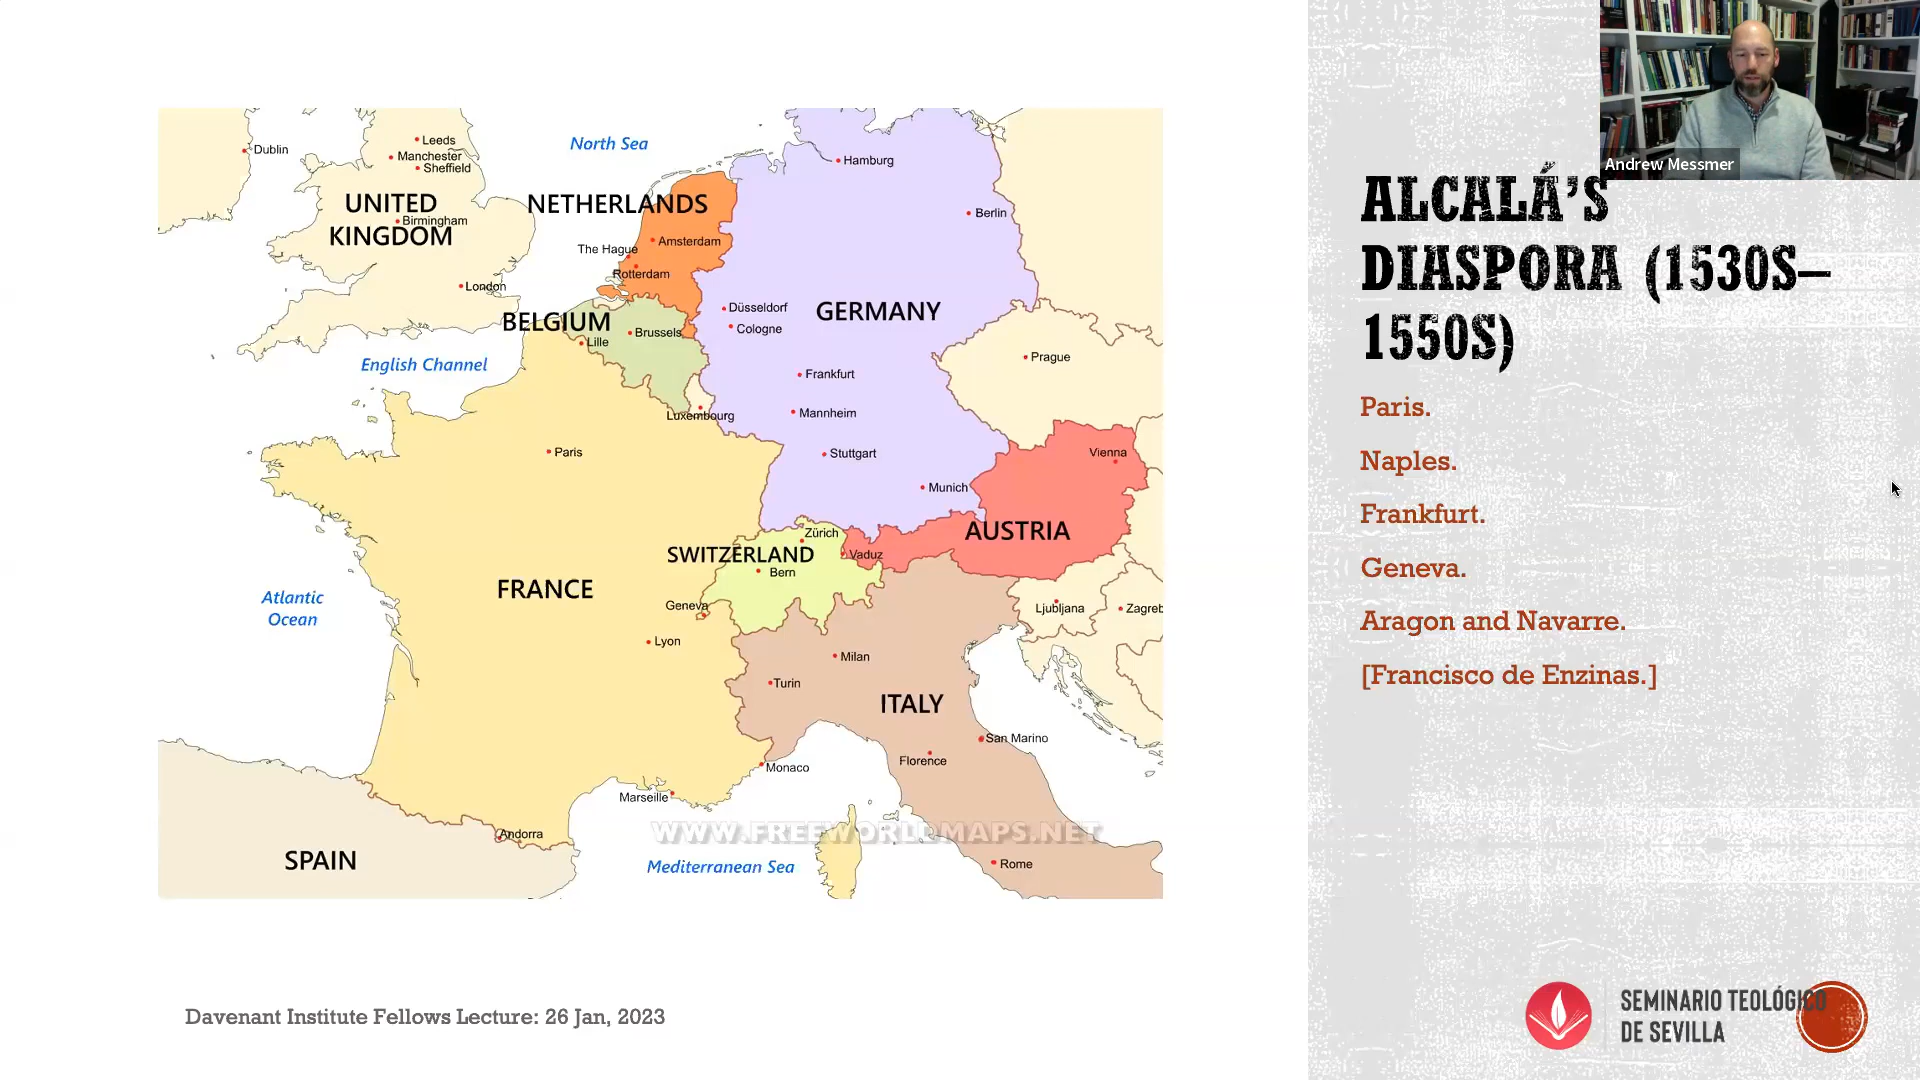 Andrew Messmer
ALCALÁ'S
DIASPORA (1530S–
1550S)
Paris.
Naples.
Frankfurt.
Geneva.
Aragon and Navarre.
[Francisco de Enzinas.]
North Sea
Dublin
Leeds
Manchester
Sheffield
UNITED
KINGDOM
Birmingham
London
NETHERLANDS
The Hague
Amsterdam
Rotterdam
Hamburg
Berlin
BELGIUM
Brussels
Lille
Düsseldorf
Cologne
GERMANY
English Channel
Prague
Frankfurt
Luxembourg
Mannheim
Paris
Stuttgart
Vienna
Munich
Zürich
SWITZERLAND
Bern
Vaduz
AUSTRIA
FRANCE
Geneva
Atlantic
Ocean
Ljubljana
Zagreb
Lyon
Milan
Turin
ITALY
San Marino
Florence
Monaco
Marseille
Andorra
WWW.FREEWORLDMAPS.NET
SPAIN
Mediterranean Sea
Rome
Davenant Institute Fellows Lecture: 26 Jan, 2023
SEMINARIO TEOLÓGICO
DE SEVILLA